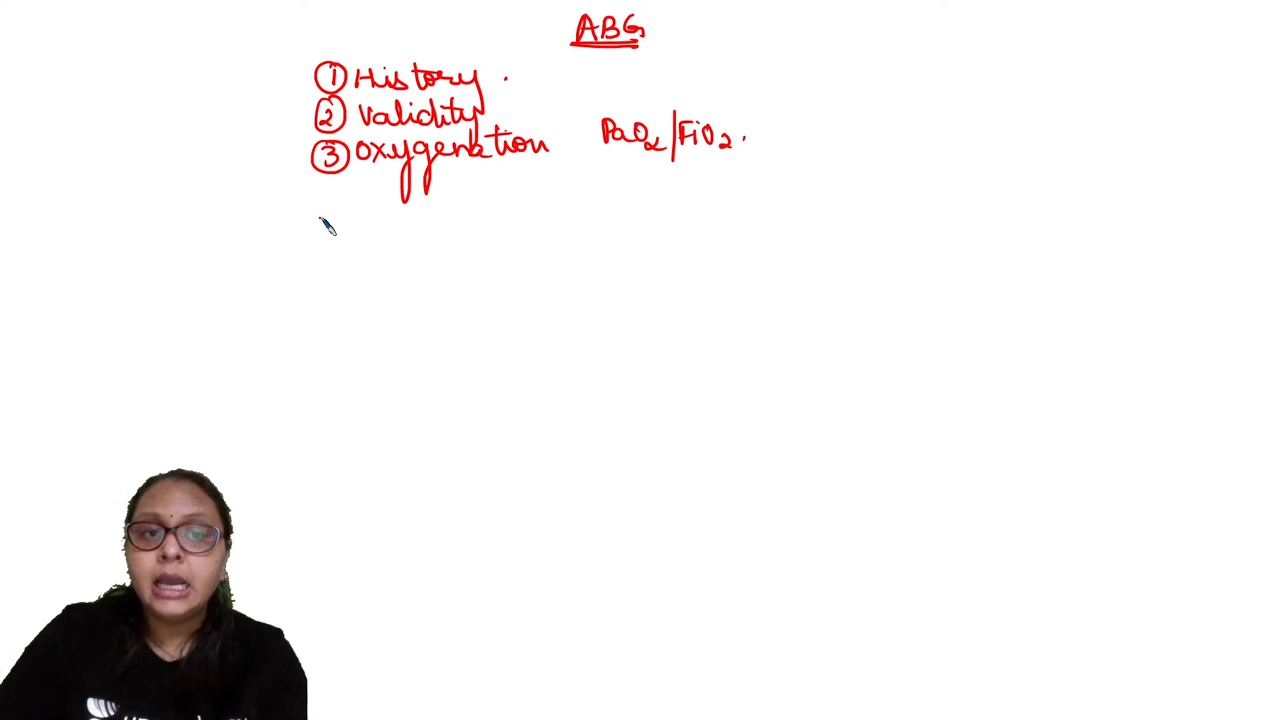 ABG
① History .
② Validity
③ Oxygenation PaO₂/FiO₂.